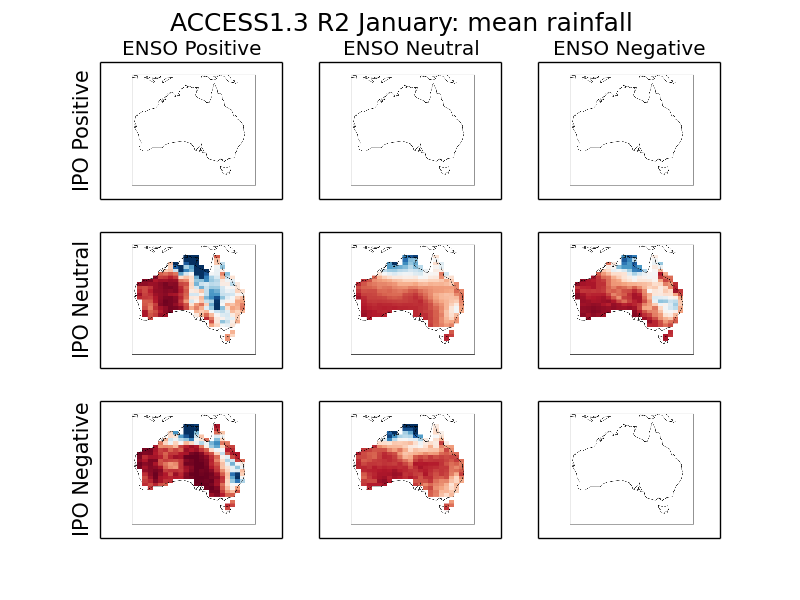 ACCESS1.3 R2 January: mean rainfall
ENSO Positive
ENSO Neutral
ENSO Negative
IPO Positive
IPO Neutral
IPO Negative